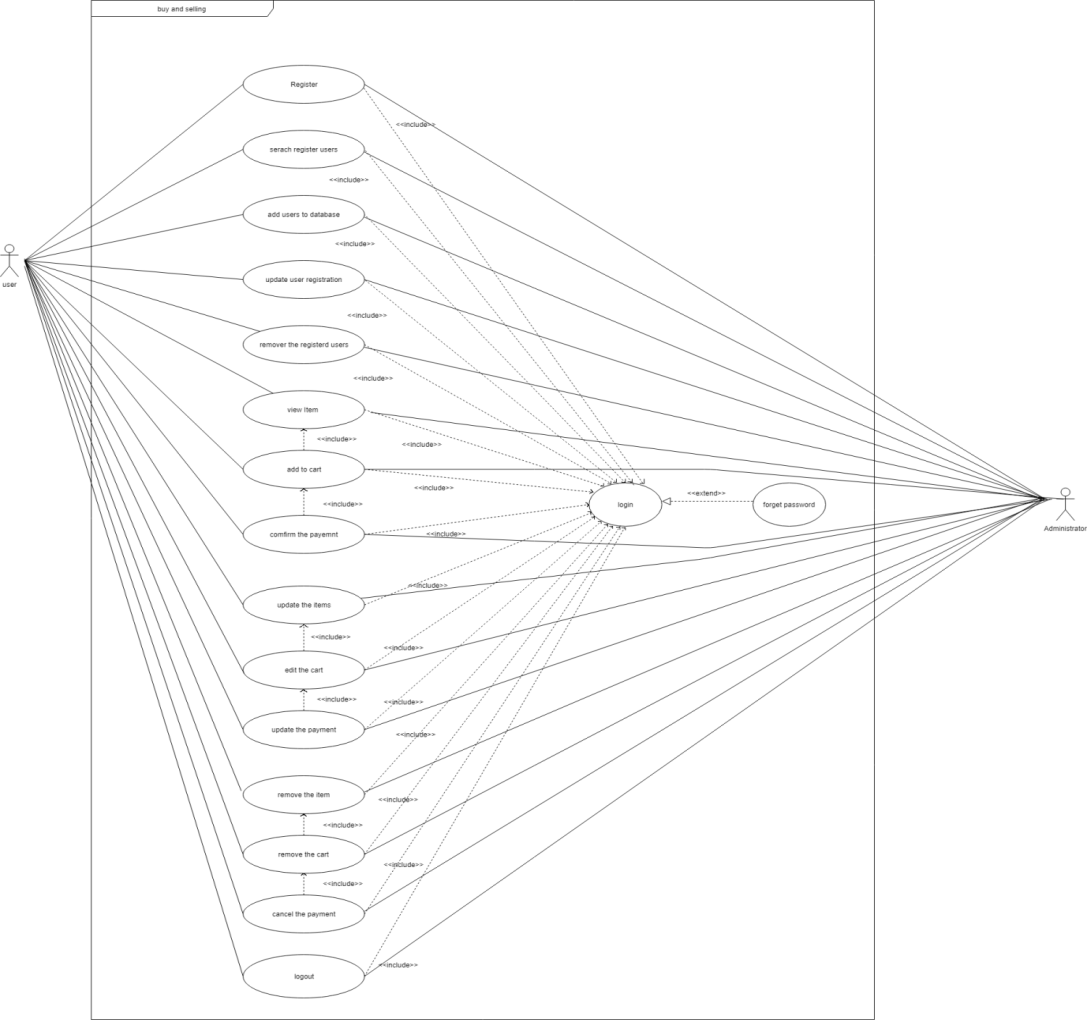 buy and selling
Register
<<include>>
serach register users
<<include>>
add users to database
<<include>>
user
update user registration
<<include>>
remover the registerd users
<<include>>
view Item
<<include>>
<<include>>
add to cart
<<include>>
<<extend>>
<<include>>
login
forget password
Administrator
comfirm the payemnt
<<include>>
<<include>>
update the items
<<include>>
<<include>>
edit the cart
<<include>>
<<include>>
update the payment
<<include>>
remove the item
<<include>>
<<include>>
remove the cart
<<include>>
<<include>>
cancel the payment
<<include>>
logout